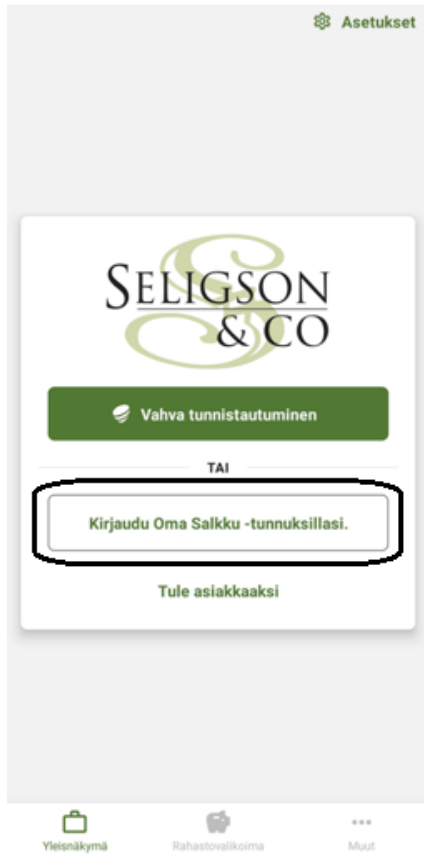 Asetukset
SELIGSON
& CO
Vahva tunnistautuminen
TAI
Kirjaudu Oma Salkku -tunnuksillasi.
Tule asiakkaaksi
Yleisnäkymä Rahastovalikoima Muut